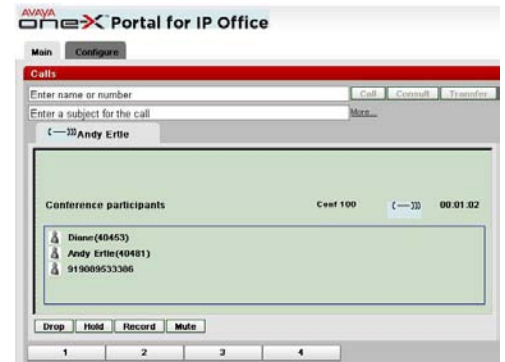 AVAYA
one-X Portal for IP Office
Main Configure
Calls
Enter name or number Call Consult Transfer
Enter a subject for the call More...
Andy Ertle
Conference participants Conf 100 00:01:02
Diane(40453)
Andy Ertle(40481)
919089533386
Drop Hold Record Mute
1 2 3 4